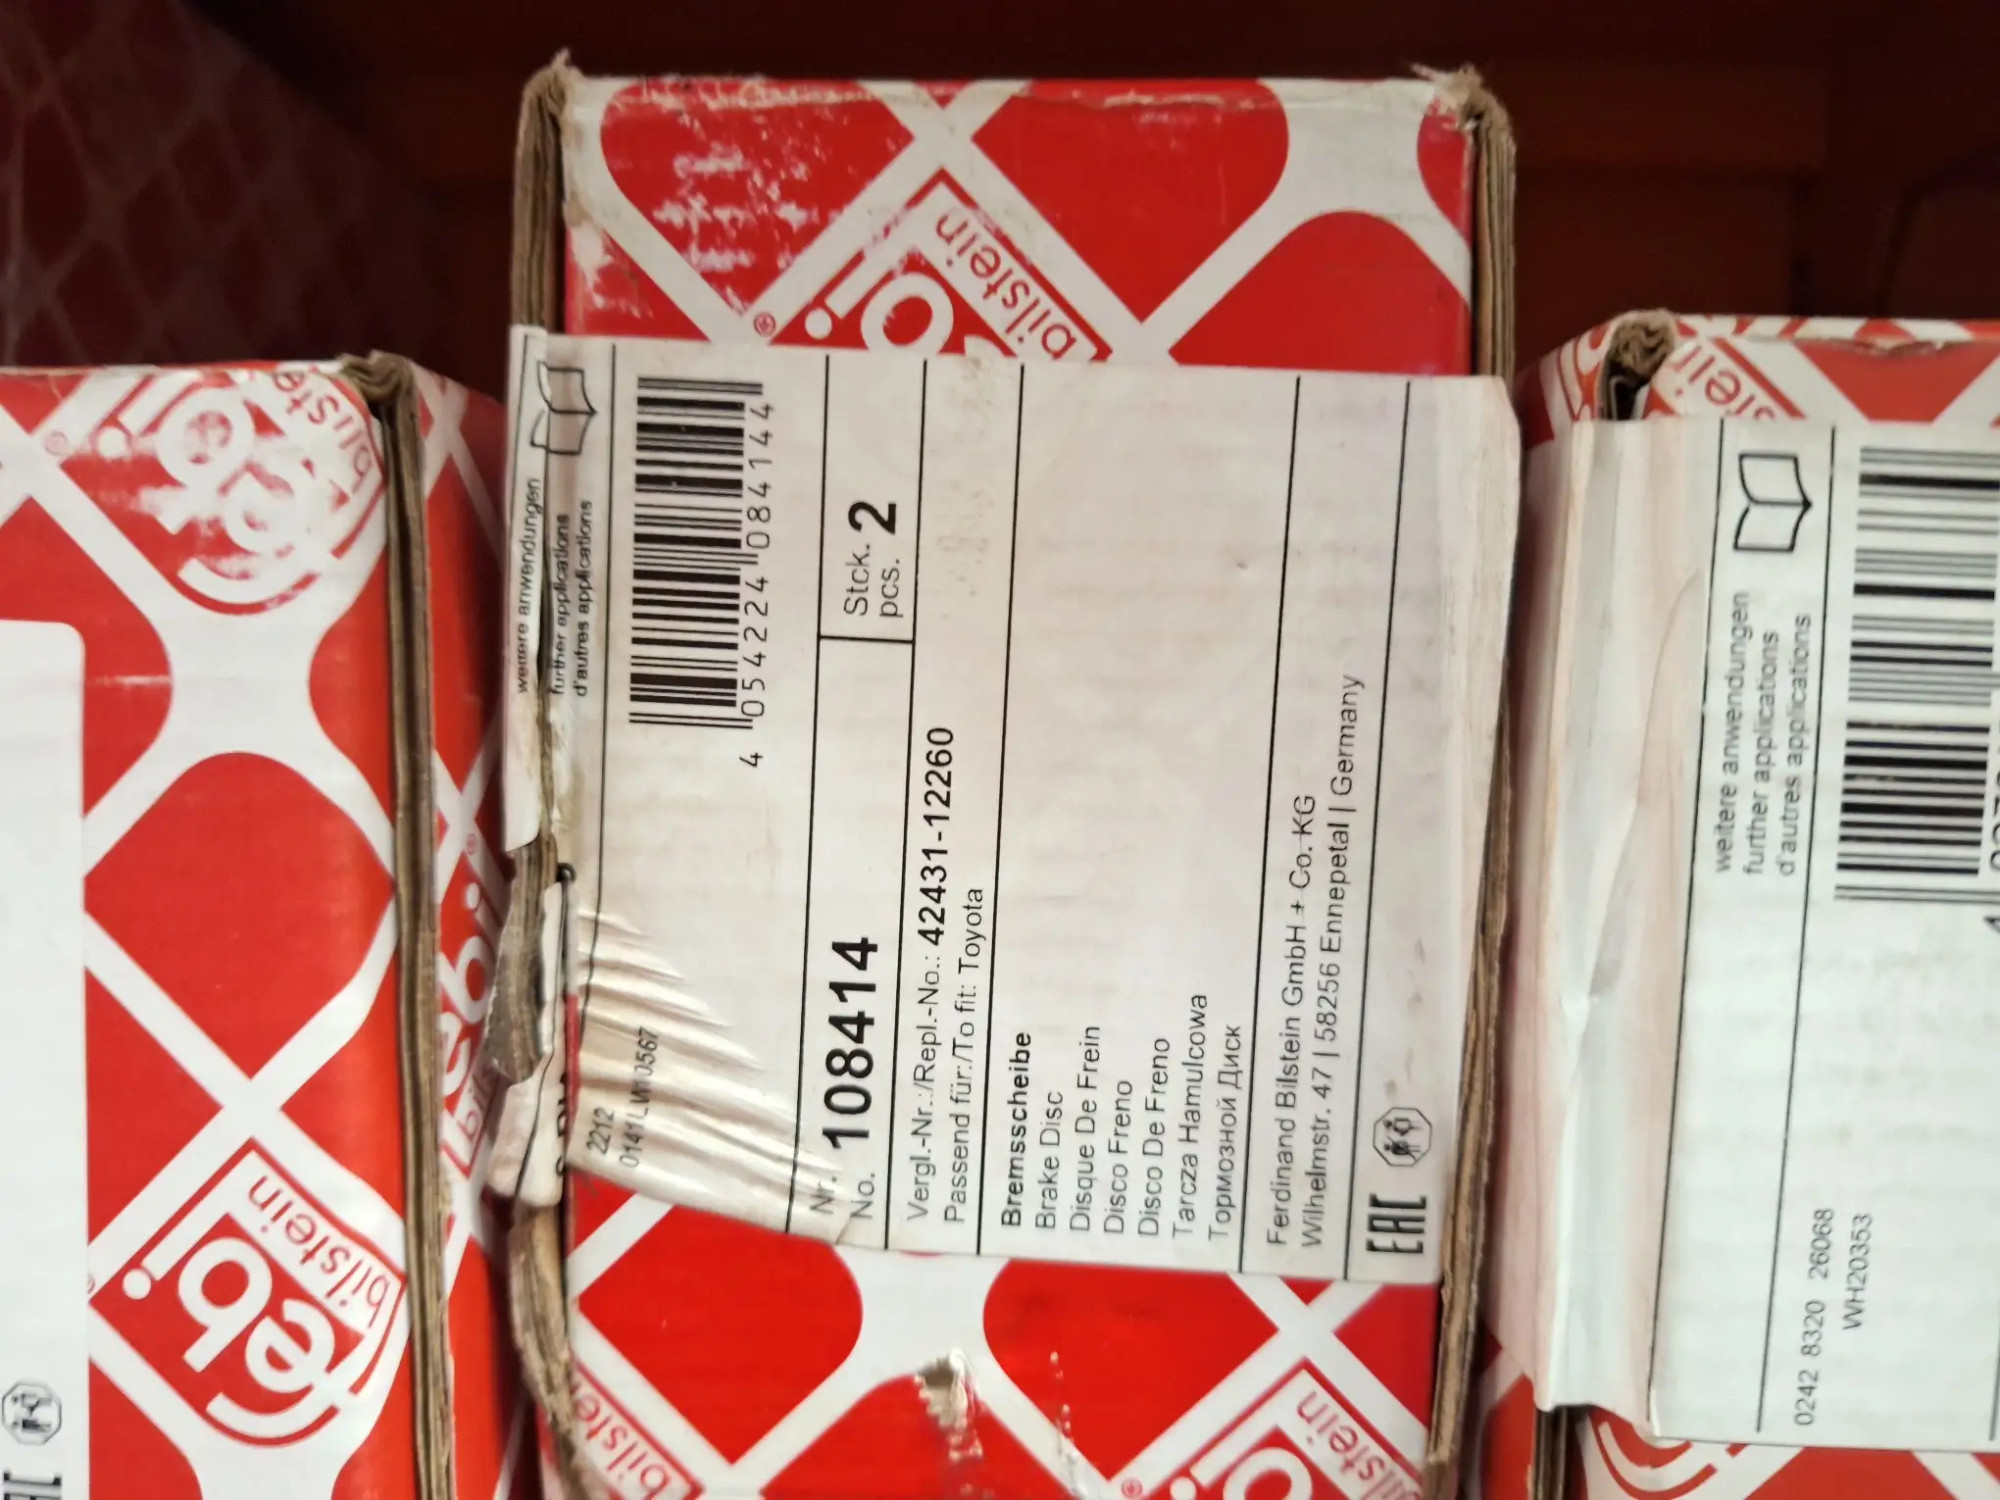 febi
bilstein
weitere anwendungen
further applications
d'autres applications
2212
0141LW10567
4 054224 084144
Nr.
No. 108414
Stck.
pcs. 2
Vergl.-Nr.:/Repl.-No.: 42431-12260
Passend für:/To fit: Toyota
Bremsscheibe
Brake Disc
Disque De Frein
Disco Freno
Disco De Freno
Tarcza Hamulcowa
Тормозной Диск
Ferdinand Bilstein GmbH + Co. KG
Wilhelmstr. 47 | 58256 Ennepetal | Germany
EAC
weitere anwendungen
further applications
d'autres applications
0242 8320 26068
WH20353